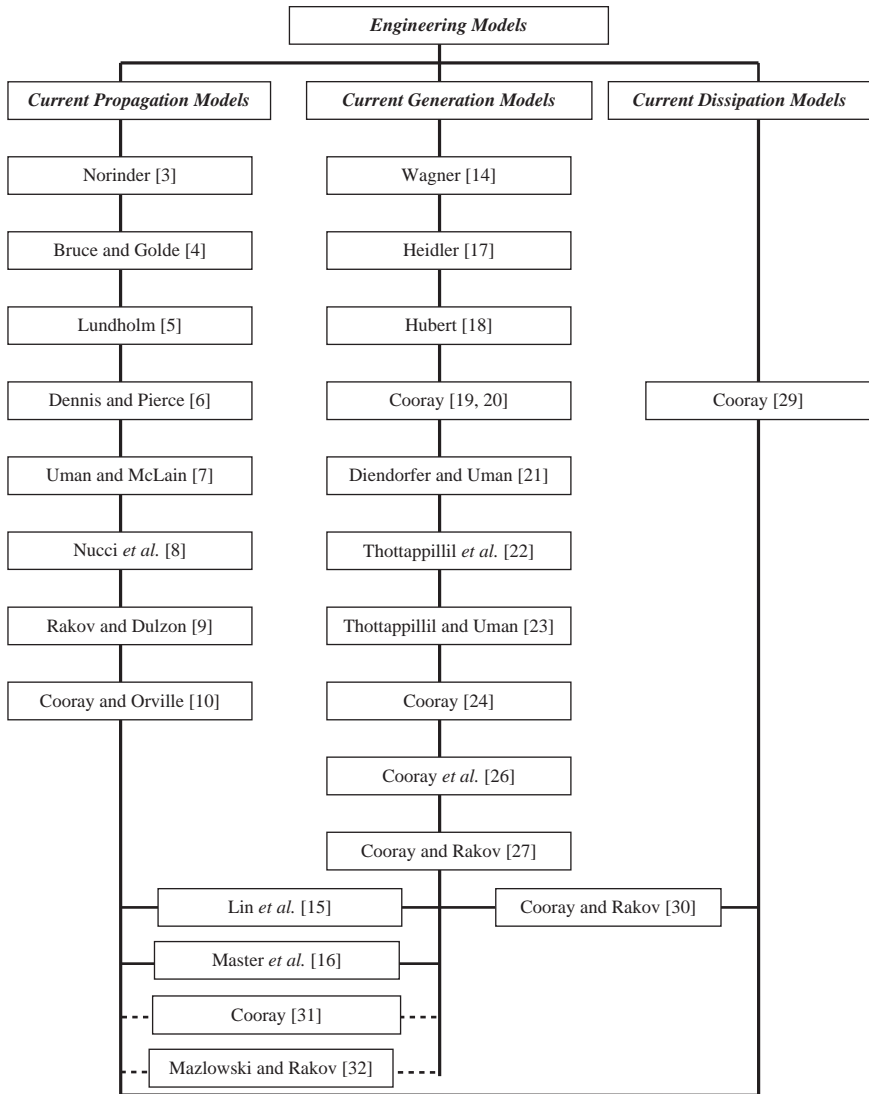 Engineering Models
Current Propagation Models
Current Generation Models
Current Dissipation Models
Norinder [3]
Wagner [14]
Bruce and Golde [4]
Heidler [17]
Lundholm [5]
Hubert [18]
Dennis and Pierce [6]
Cooray [19, 20]
Cooray [29]
Uman and McLain [7]
Diendorfer and Uman [21]
Nucci et al. [8]
Thottappillil et al. [22]
Rakov and Dulzon [9]
Thottappillil and Uman [23]
Cooray and Orville [10]
Cooray [24]
Cooray et al. [26]
Cooray and Rakov [27]
Lin et al. [15]
Cooray and Rakov [30]
Master et al. [16]
Cooray [31]
Mazlowski and Rakov [32]